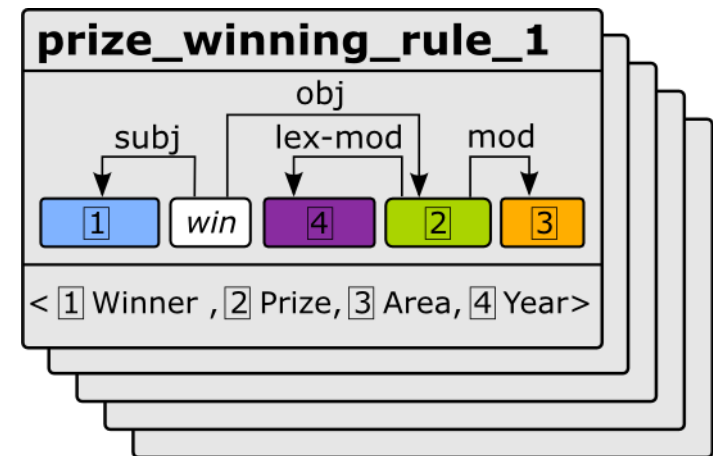 prize_winning_rule_1
obj
subj lex-mod mod
1 win 4 2 3
< 1 Winner , 2 Prize, 3 Area, 4 Year>